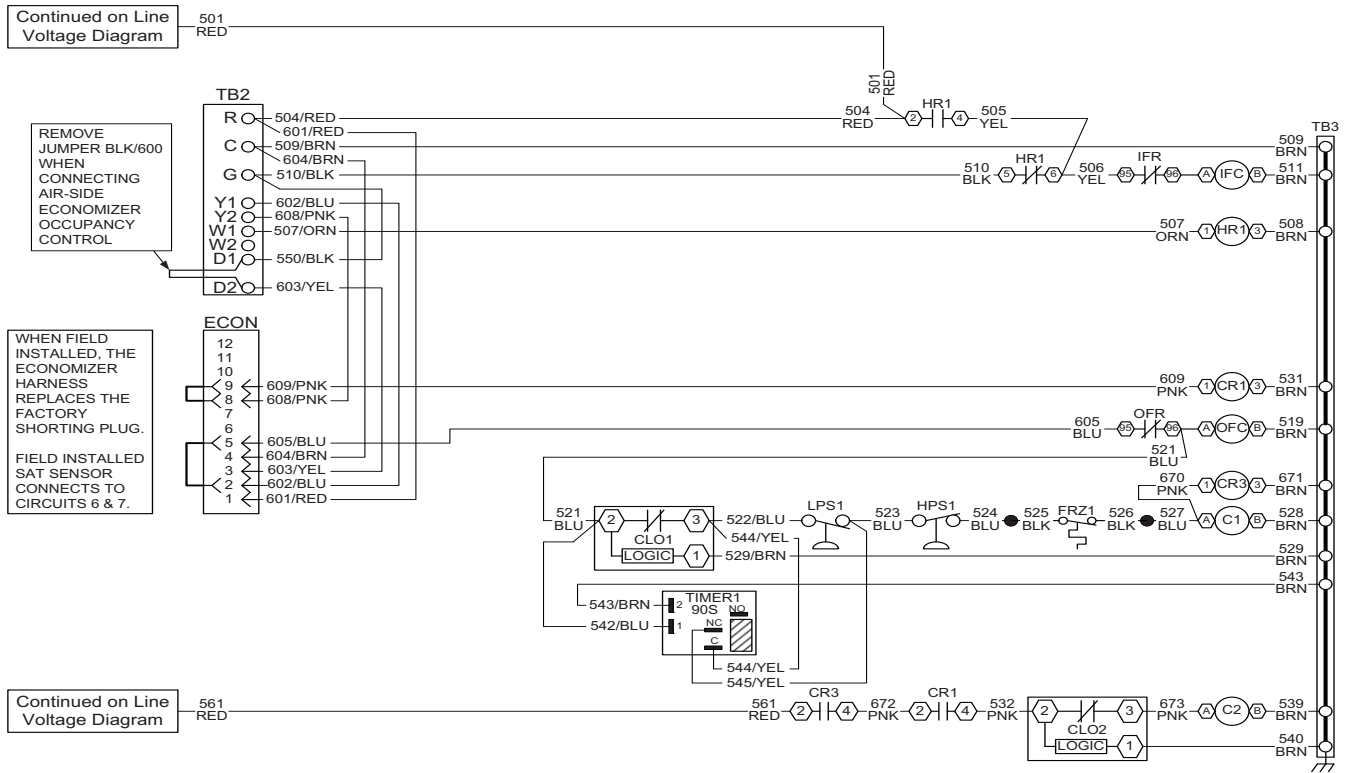 Continued on Line
Voltage Diagram
501
RED
501
RED
TB2
R
504/RED
601/RED
C
509/BRN
604/BRN
G
510/BLK
Y1
602/BLU
Y2
608/PNK
W1
507/ORN
W2
D1
550/BLK
D2
603/YEL
REMOVE
JUMPER BLK/600
WHEN
CONNECTING
AIR-SIDE
ECONOMIZER
OCCUPANCY
CONTROL
504
RED
2
HR1
4
505
YEL
TB3
509
BRN
510
BLK
5
HR1
6
506
YEL
95
IFR
96
A
IFC
B
511
BRN
507
ORN
1
HR1
3
508
BRN
ECON
12
11
10
9
609/PNK
8
608/PNK
7
6
5
605/BLU
4
604/BRN
3
603/YEL
2
602/BLU
1
601/RED
WHEN FIELD
INSTALLED, THE
ECONOMIZER
HARNESS
REPLACES THE
FACTORY
SHORTING PLUG.
FIELD INSTALLED
SAT SENSOR
CONNECTS TO
CIRCUITS 6 & 7.
609
PNK
1
CR1
3
531
BRN
605
BLU
95
OFR
96
A
OFC
B
519
BRN
521
BLU
670
PNK
1
CR3
3
671
BRN
521
BLU
2
3
CLO1
LOGIC
1
522/BLU
544/YEL
529/BRN
LPS1
523
BLU
HPS1
524
BLU
525
BLK
FRZ1
526
BLK
527
BLU
A
C1
B
528
BRN
529
BRN
543
BRN
543/BRN
542/BLU
2
1
TIMER1
90S
NO
NC
C
544/YEL
545/YEL
Continued on Line
Voltage Diagram
561
RED
561
RED
2
CR3
4
672
PNK
2
CR1
4
532
PNK
2
3
CLO2
LOGIC
1
673
PNK
A
C2
B
539
BRN
540
BRN